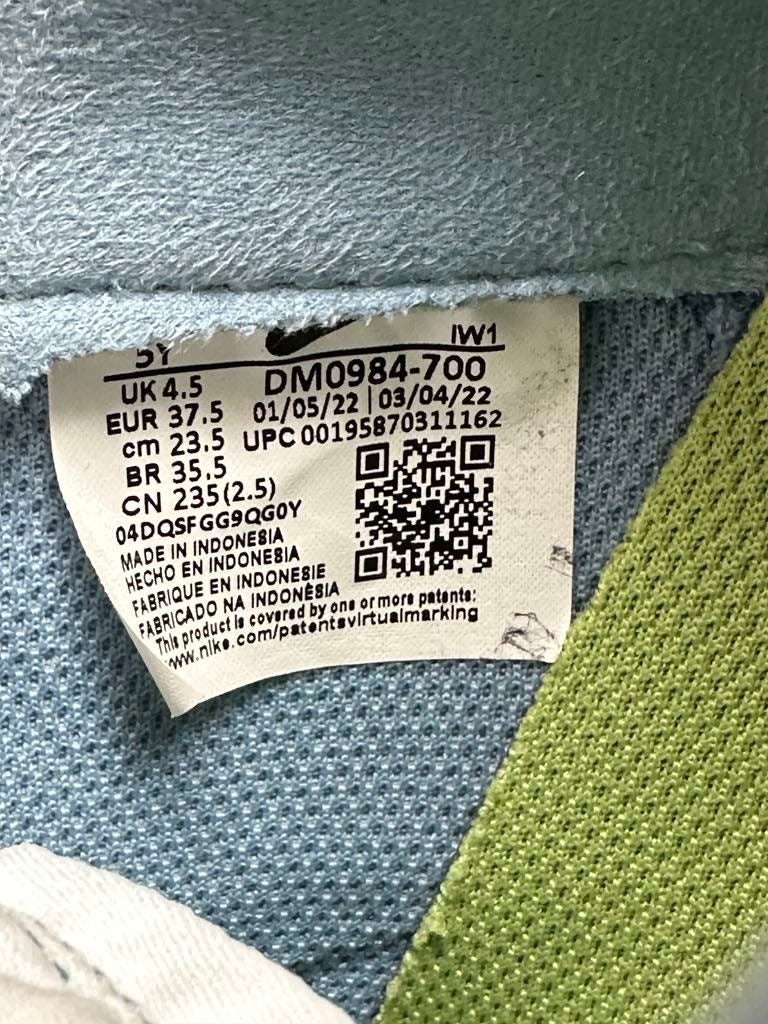 5Y
IW1
UK 4.5
DM0984-700
EUR 37.5
01/05/22 | 03/04/22
cm 23.5
UPC 00195870311162
BR 35.5
CN 235(2.5)
04DQSFGG9QG0Y
MADE IN INDONESIA
HECHO EN INDONESIA
FABRIQUE EN INDONESIE
FABRICADO NA INDONÉSIA
This product is covered by one or more patents:
www.nike.com/patentsvirtualmarking